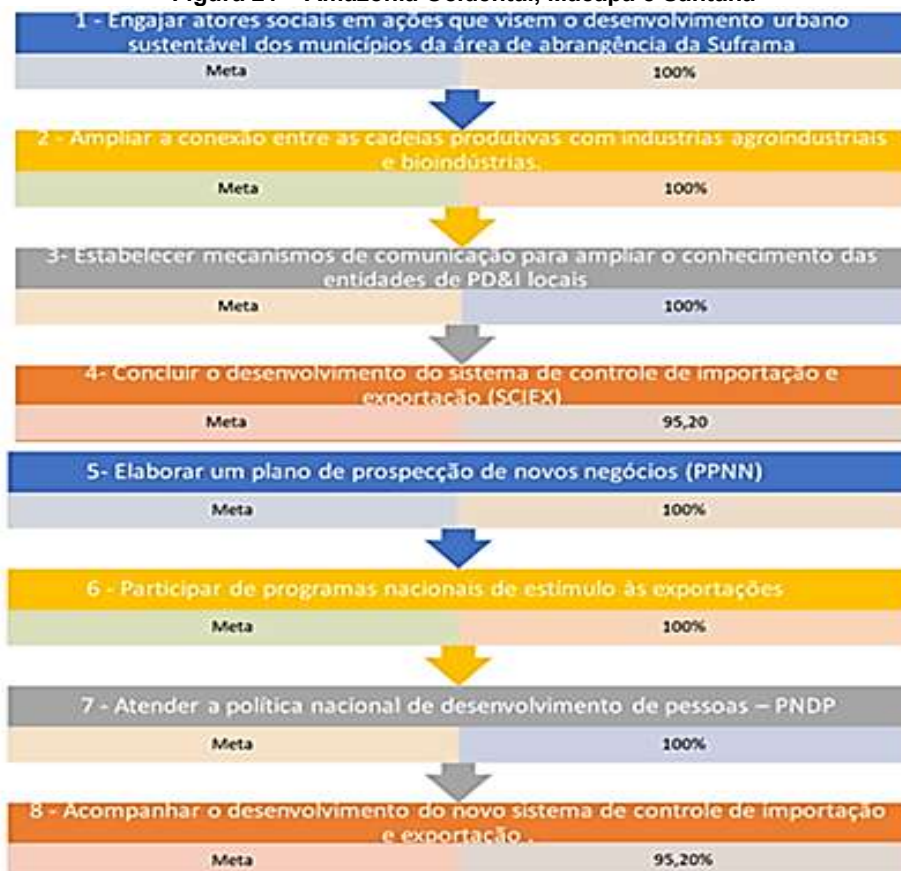 Figura 21 – Amazônia Ocidental, Macapá e Santana
1 - Engajar atores sociais em ações que visem o desenvolvimento urbano
sustentável dos municípios da área de abrangência da Suframa
Meta 100%
2 - Ampliar a conexão entre as cadeias produtivas com industrias agroindustriais
e bioindústrias.
Meta 100%
3- Estabelecer mecanismos de comunicação para ampliar o conhecimento das
entidades de PD&I locais
Meta 100%
4- Concluir o desenvolvimento do sistema de controle de importação e
exportação (SCIEX)
Meta 95,20
5- Elaborar um plano de prospecção de novos negócios (PPNN)
Meta 100%
6 - Participar de programas nacionais de estímulo às exportações
Meta 100%
7 - Atender a política nacional de desenvolvimento de pessoas – PNDP
Meta 100%
8 - Acompanhar o desenvolvimento do novo sistema de controle de importação
e exportação .
Meta 95,20%